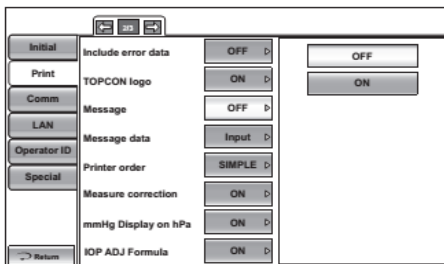 2/3
Initial
Print
Comm
LAN
Operator ID
Special
Return
Include error data OFF
TOPCON logo ON
Message OFF
Message data Input
Printer order SIMPLE
Measure correction ON
mmHg Display on hPa ON
IOP ADJ Formula ON
OFF
ON